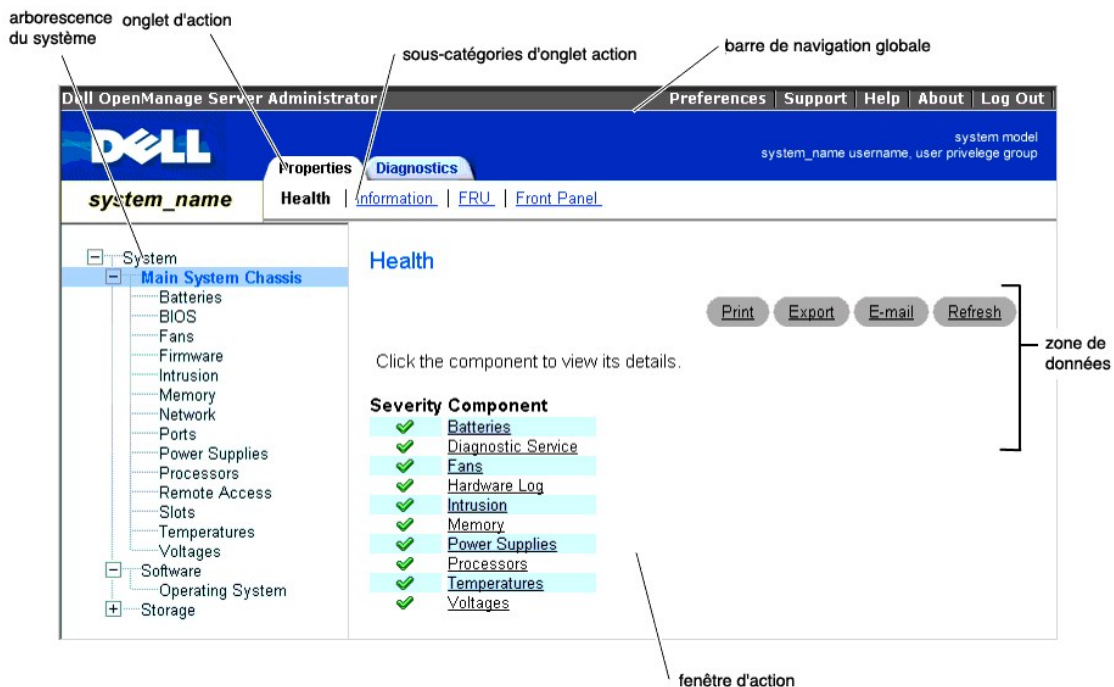 arborescence
du système
onglet d'action
sous-catégories d'onglet action
barre de navigation globale
Dell OpenManage Server Administrator
Preferences | Support | Help | About | Log Out |
DELL
system model
system_name username, user privelege group
Properties
Diagnostics
system_name
Health | Information | FRU | Front Panel
System
Main System Chassis
Batteries
BIOS
Fans
Firmware
Intrusion
Memory
Network
Ports
Power Supplies
Processors
Remote Access
Slots
Temperatures
Voltages
Software
Operating System
Storage
Health
Print Export E-mail Refresh
zone de
données
Click the component to view its details.
Severity Component
Batteries
Diagnostic Service
Fans
Hardware Log
Intrusion
Memory
Power Supplies
Processors
Temperatures
Voltages
fenêtre d'action